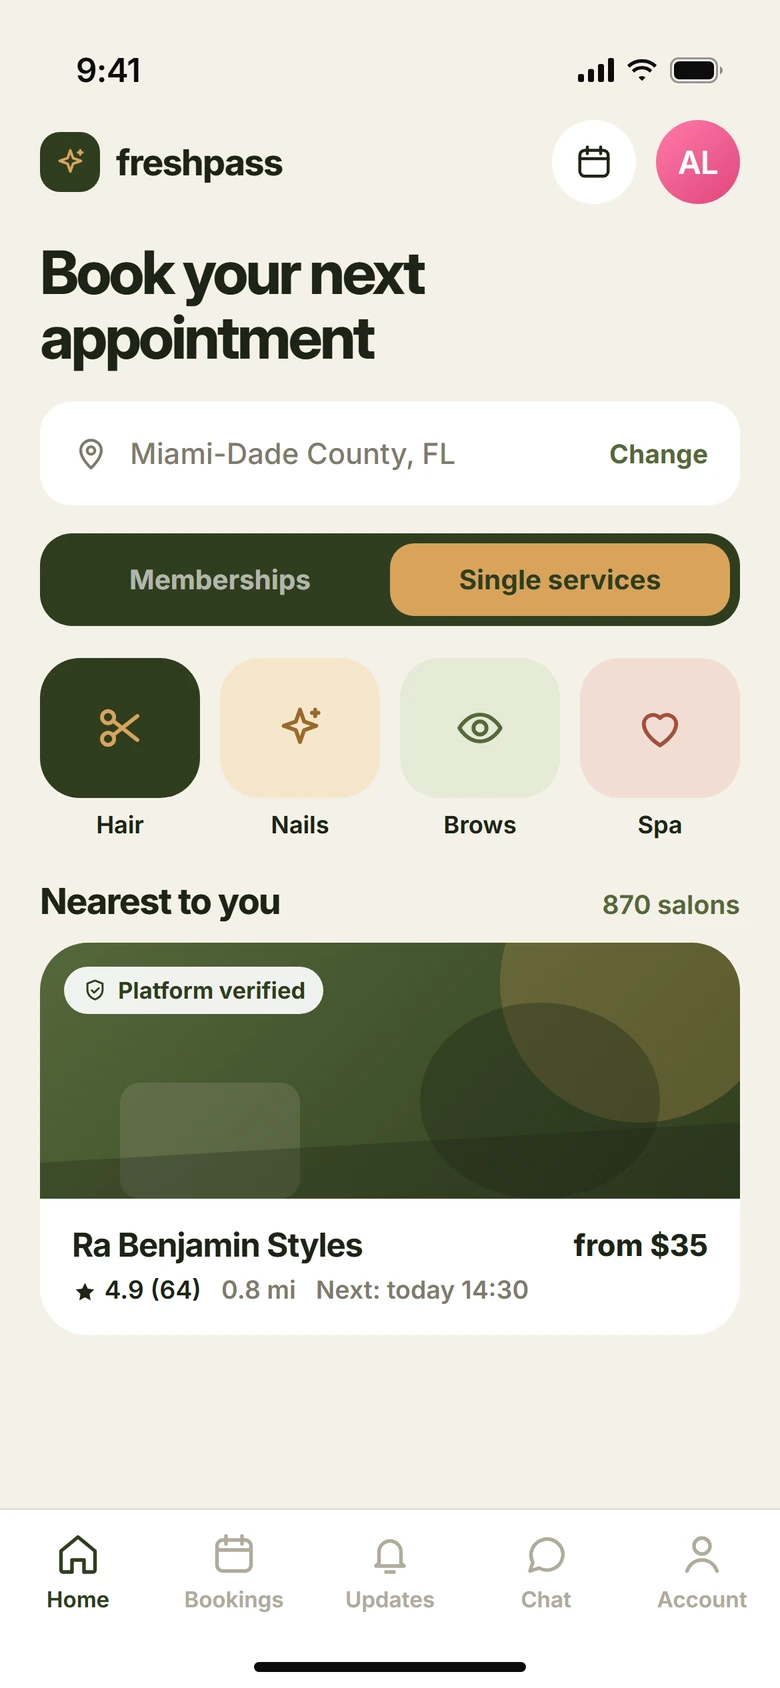 9:41
freshpass
AL
Book your next
appointment
Miami-Dade County, FL
Change
Memberships
Single services
Hair
Nails
Brows
Spa
Nearest to you
870 salons
Platform verified
Ra Benjamin Styles
from $35
4.9 (64) 0.8 mi Next: today 14:30
Home
Bookings
Updates
Chat
Account